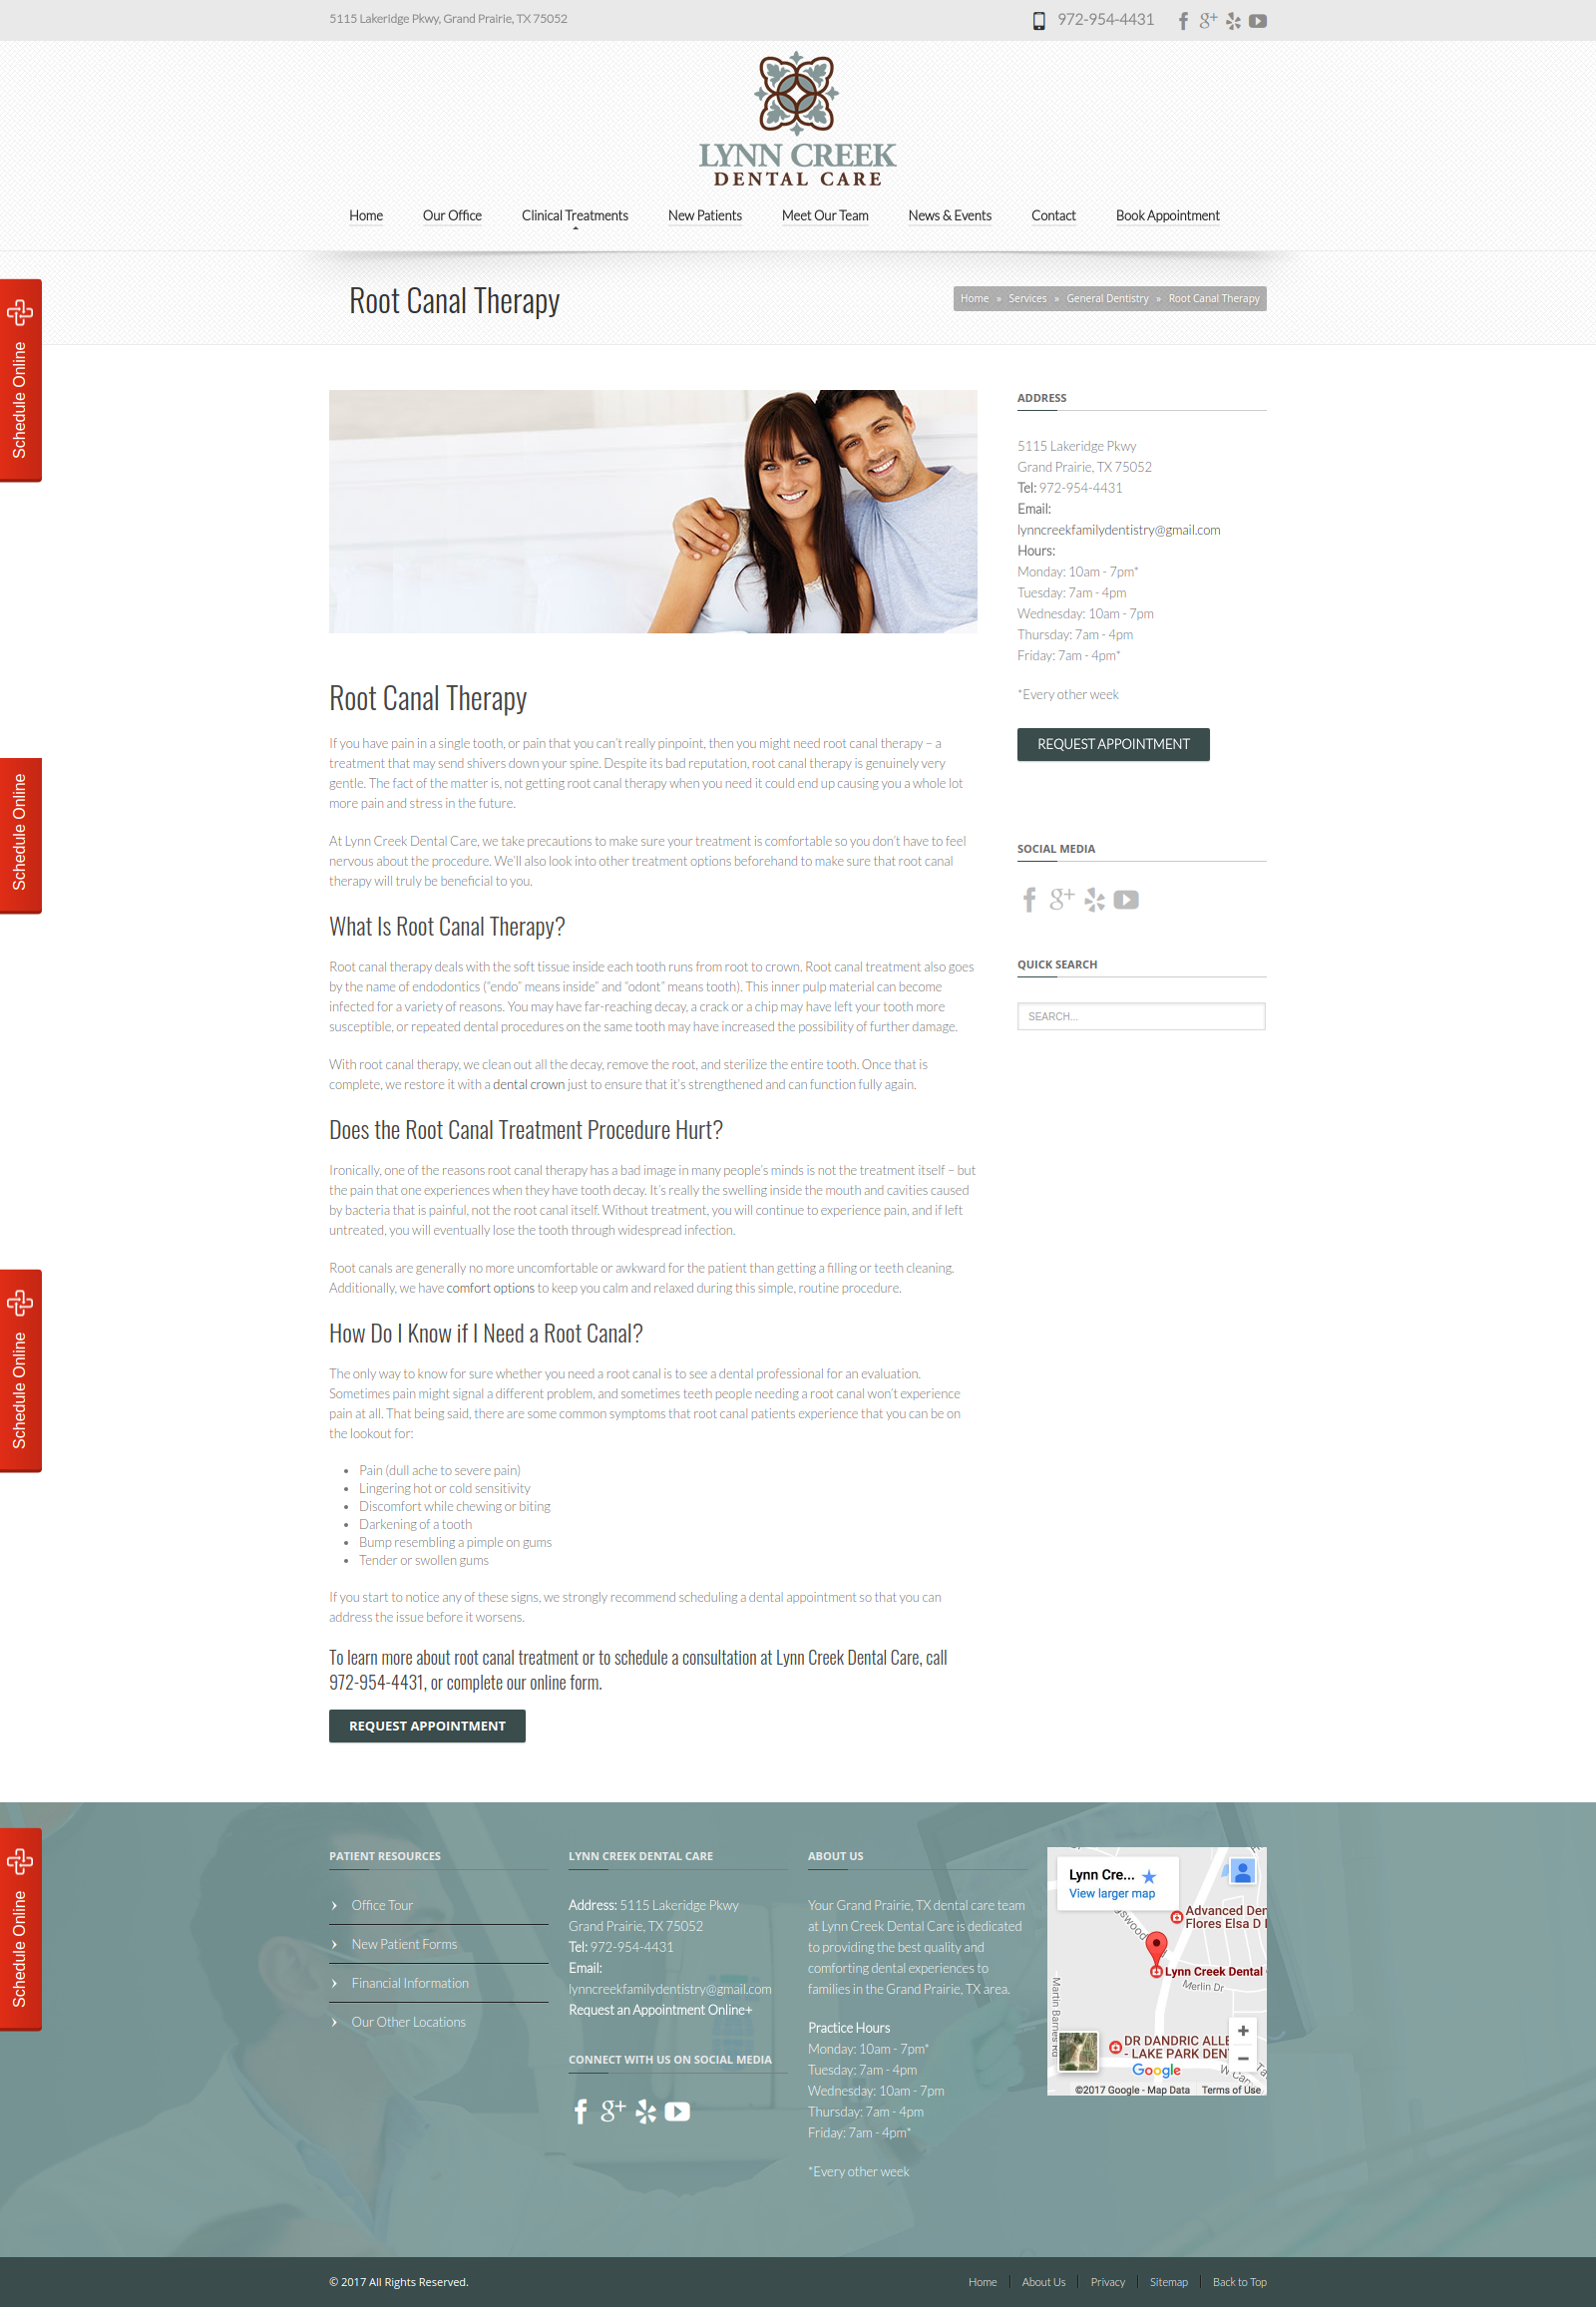 5115 Lakeridge Pkwy, Grand Prairie, TX 75052
972-954-4431
LYNN CREEK
DENTAL CARE
Home
Our Office
Clinical Treatments
New Patients
Meet Our Team
News & Events
Contact
Book Appointment
Root Canal Therapy
Home » Services » General Dentistry » Root Canal Therapy
Schedule Online
Root Canal Therapy
If you have pain in a single tooth, or pain that you can't really pinpoint, then you might need root canal therapy – a
treatment that may send shivers down your spine. Despite its bad reputation, root canal therapy is genuinely very
gentle. The fact of the matter is, not getting root canal therapy when you need it could end up causing you a whole lot
more pain and stress in the future.
At Lynn Creek Dental Care, we take precautions to make sure your treatment is comfortable so you don't have to feel
nervous about the procedure. We'll also look into other treatment options beforehand to make sure that root canal
therapy will truly be beneficial to you.
Schedule Online
What Is Root Canal Therapy?
Root canal therapy deals with the soft tissue inside each tooth runs from root to crown. Root canal treatment also goes
by the name of endodontics ("endo" means inside" and "odont" means tooth). This inner pulp material can become
infected for a variety of reasons. You may have far-reaching decay, a crack or a chip may have left your tooth more
susceptible, or repeated dental procedures on the same tooth may have increased the possibility of further damage.
With root canal therapy, we clean out all the decay, remove the root, and sterilize the entire tooth. Once that is
complete, we restore it with a dental crown just to ensure that it's strengthened and can function fully again.
Does the Root Canal Treatment Procedure Hurt?
Ironically, one of the reasons root canal therapy has a bad image in many people's minds is not the treatment itself – but
the pain that one experiences when they have tooth decay. It's really the swelling inside the mouth and cavities caused
by bacteria that is painful, not the root canal itself. Without treatment, you will continue to experience pain, and if left
untreated, you will eventually lose the tooth through widespread infection.
Root canals are generally no more uncomfortable or awkward for the patient than getting a filling or teeth cleaning.
Additionally, we have comfort options to keep you calm and relaxed during this simple, routine procedure.
Schedule Online
How Do I Know if I Need a Root Canal?
The only way to know for sure whether you need a root canal is to see a dental professional for an evaluation.
Sometimes pain might signal a different problem, and sometimes teeth people needing a root canal won't experience
pain at all. That being said, there are some common symptoms that root canal patients experience that you can be on
the lookout for:
• Pain (dull ache to severe pain)
• Lingering hot or cold sensitivity
• Discomfort while chewing or biting
• Darkening of a tooth
• Bump resembling a pimple on gums
• Tender or swollen gums
If you start to notice any of these signs, we strongly recommend scheduling a dental appointment so that you can
address the issue before it worsens.
To learn more about root canal treatment or to schedule a consultation at Lynn Creek Dental Care, call
972-954-4431, or complete our online form.
REQUEST APPOINTMENT
ADDRESS
5115 Lakeridge Pkwy
Grand Prairie, TX 75052
Tel: 972-954-4431
Email:
lynncreekfamilydentistry@gmail.com
Hours:
Monday: 10am - 7pm*
Tuesday: 7am - 4pm
Wednesday: 10am - 7pm
Thursday: 7am - 4pm
Friday: 7am - 4pm*
*Every other week
REQUEST APPOINTMENT
SOCIAL MEDIA
QUICK SEARCH
SEARCH...
Schedule Online
PATIENT RESOURCES
Office Tour
New Patient Forms
Financial Information
Our Other Locations
LYNN CREEK DENTAL CARE
Address: 5115 Lakeridge Pkwy
Grand Prairie, TX 75052
Tel: 972-954-4431
Email:
lynncreekfamilydentistry@gmail.com
Request an Appointment Online+
CONNECT WITH US ON SOCIAL MEDIA
ABOUT US
Your Grand Prairie, TX dental care team
at Lynn Creek Dental Care is dedicated
to providing the best quality and
comforting dental experiences to
families in the Grand Prairie, TX area.
Practice Hours
Monday: 10am - 7pm*
Tuesday: 7am - 4pm
Wednesday: 10am - 7pm
Thursday: 7am - 4pm
Friday: 7am - 4pm*
*Every other week
Lynn Cre...
View larger map
Advanced Den
Flores Elsa D
Lynn Creek Dental
Merlin Dr
Martin Barnes Rd
DR DANDRIC ALLE
- LAKE PARK DEN
Google
©2017 Google - Map Data
Terms of Use
© 2017 All Rights Reserved.
Home
About Us
Privacy
Sitemap
Back to Top